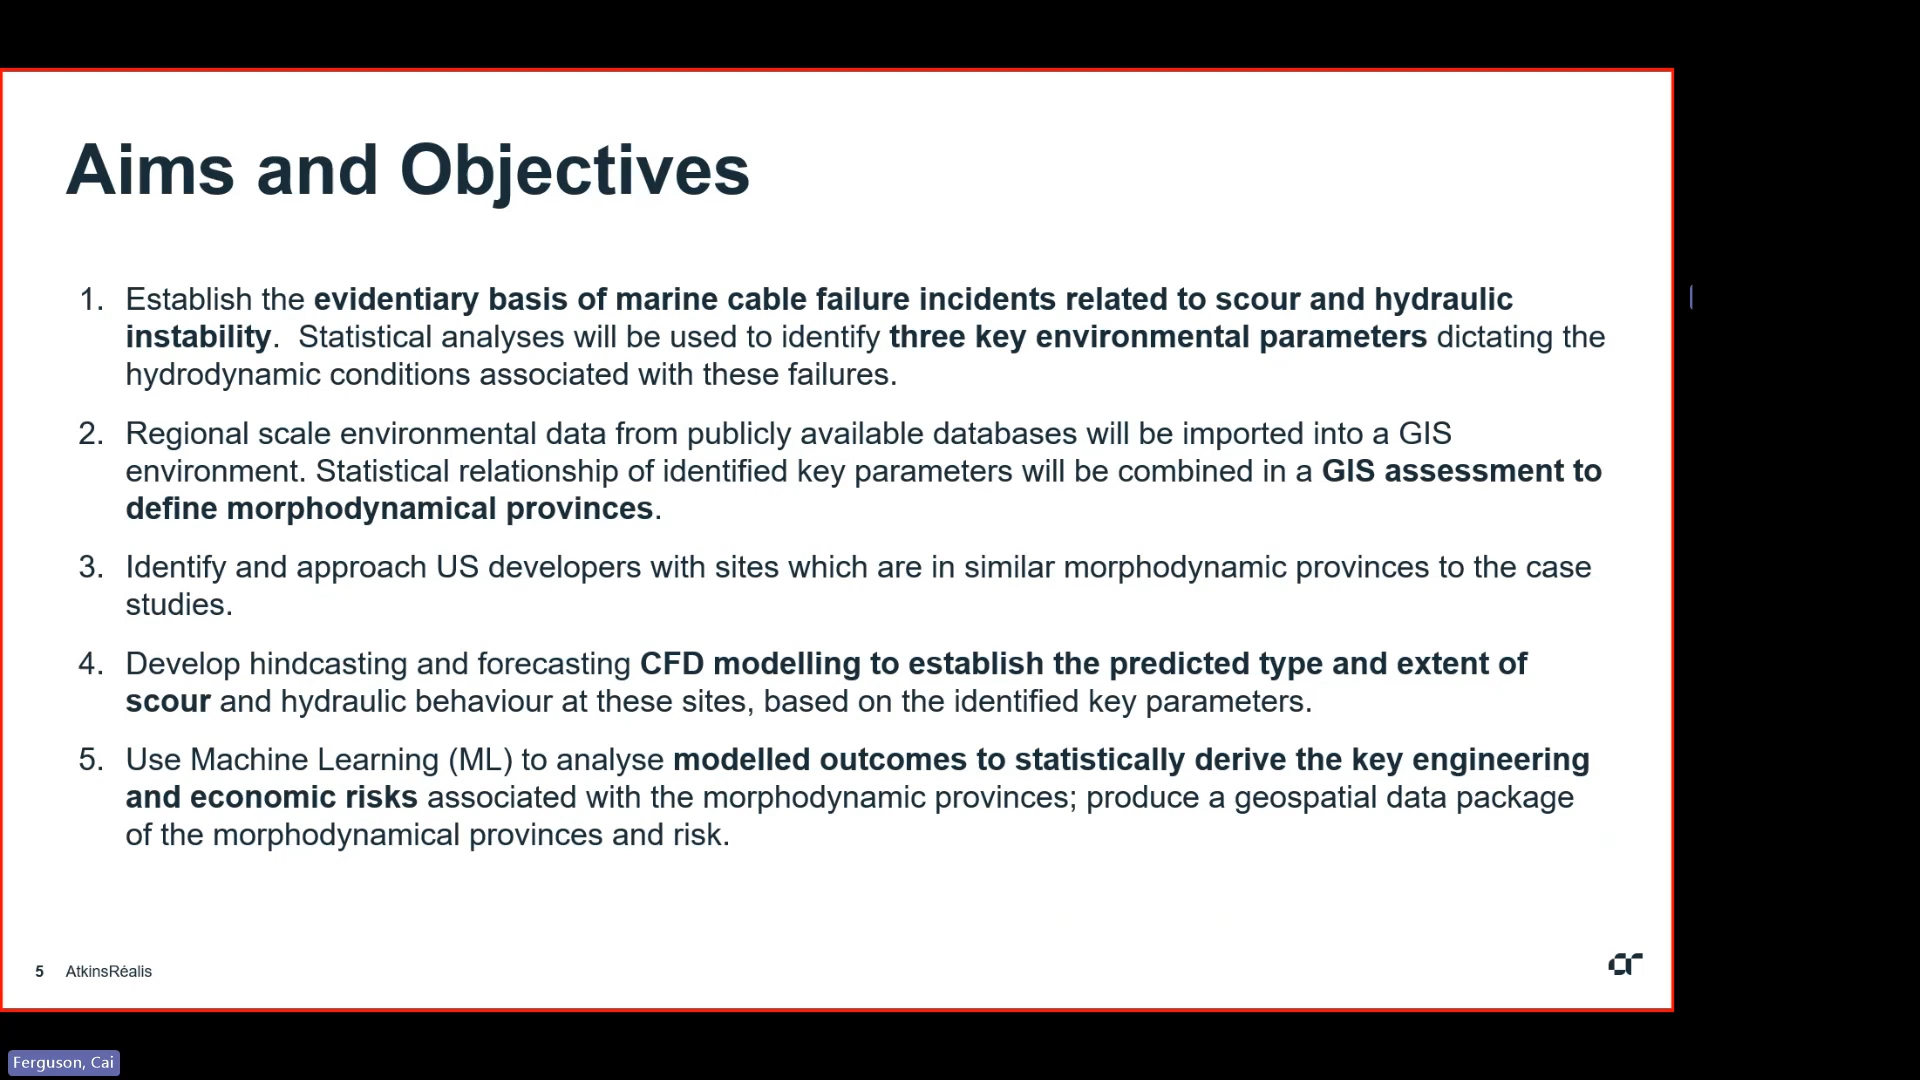 Aims and Objectives
1. Establish the evidentiary basis of marine cable failure incidents related to scour and hydraulic
instability.  Statistical analyses will be used to identify three key environmental parameters dictating the
hydrodynamic conditions associated with these failures.
2. Regional scale environmental data from publicly available databases will be imported into a GIS
environment. Statistical relationship of identified key parameters will be combined in a GIS assessment to
define morphodynamical provinces.
3. Identify and approach US developers with sites which are in similar morphodynamic provinces to the case
studies.
4. Develop hindcasting and forecasting CFD modelling to establish the predicted type and extent of
scour and hydraulic behaviour at these sites, based on the identified key parameters.
5. Use Machine Learning (ML) to analyse modelled outcomes to statistically derive the key engineering
and economic risks associated with the morphodynamic provinces; produce a geospatial data package
of the morphodynamical provinces and risk.
5 AtkinsRéalis
Ferguson, Cai